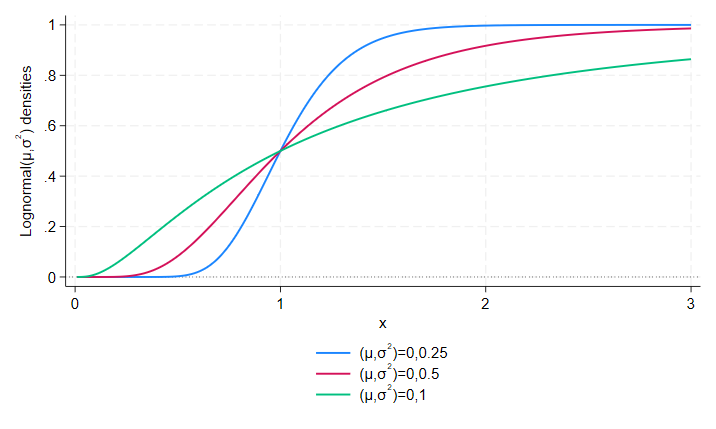 Lognormal(μ,σ²) densities
1
.8
.6
.4
.2
0
0 1 2 3
x
(μ,σ²)=0,0.25
(μ,σ²)=0,0.5
(μ,σ²)=0,1